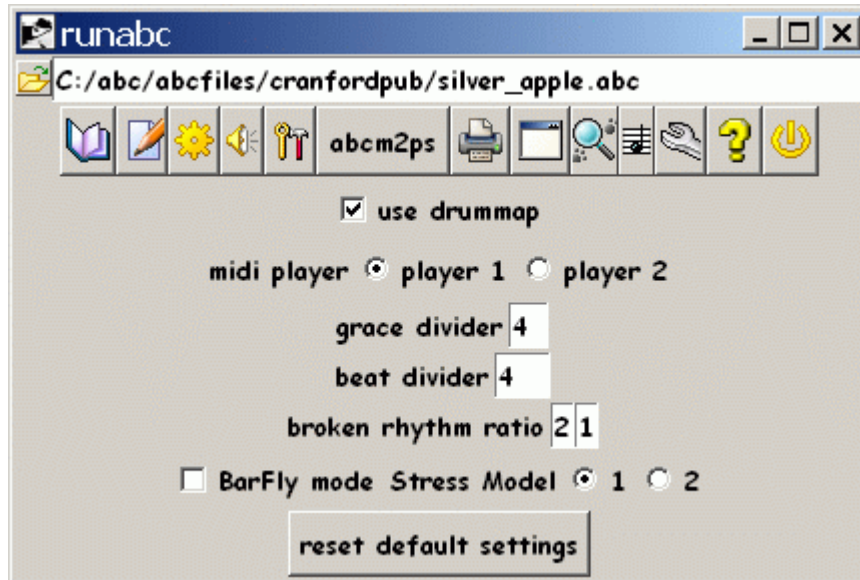 runabc
C:/abc/abcfiles/cranfordpub/silver_apple.abc
abcm2ps
use drummap
midi player player 1 player 2
grace divider 4
beat divider 4
broken rhythm ratio 2 1
BarFly mode Stress Model 1 2
reset default settings